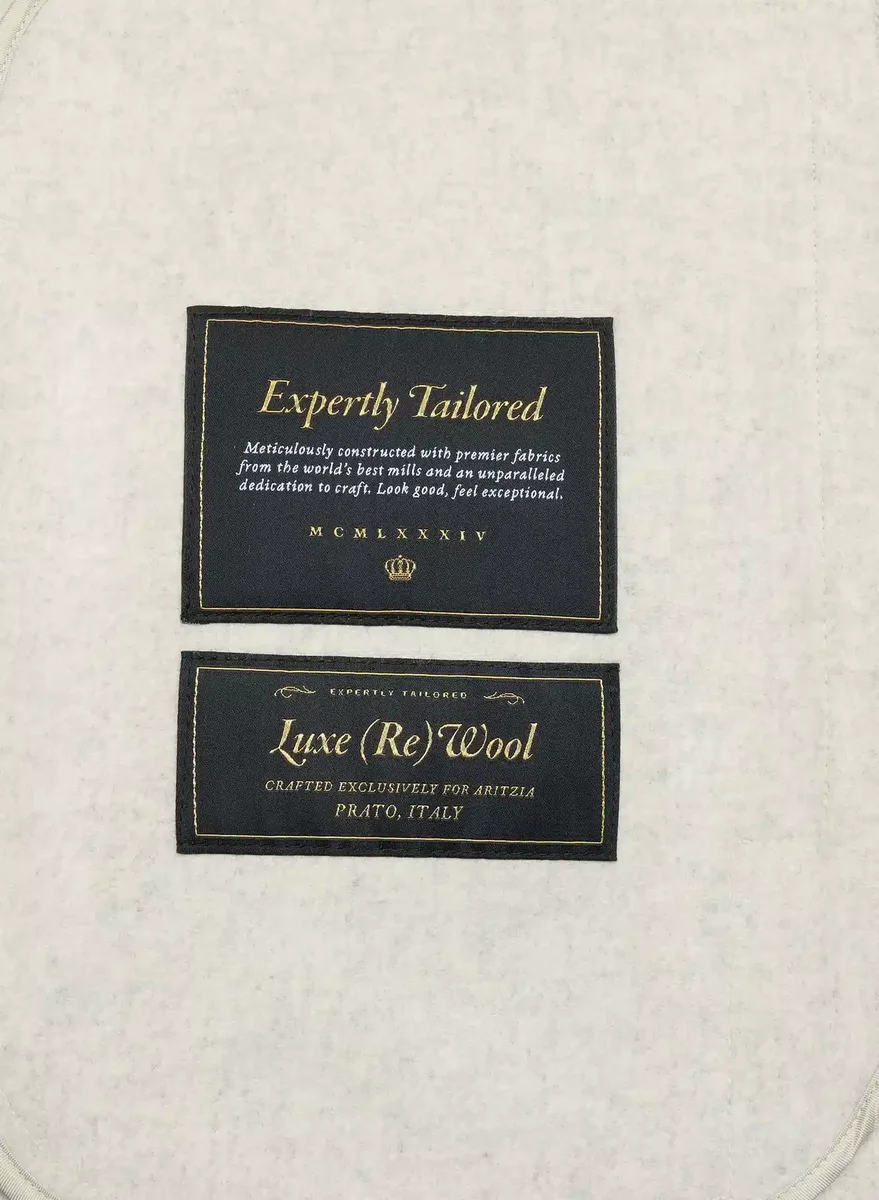 Expertly Tailored
Meticulously constructed with premier fabrics
from the world's best mills and an unparalleled
dedication to craft. Look good, feel exceptional.
MCMLXXXIV
EXPERTLY TAILORED
Luxe (Re)Wool
CRAFTED EXCLUSIVELY FOR ARITZIA
PRATO, ITALY